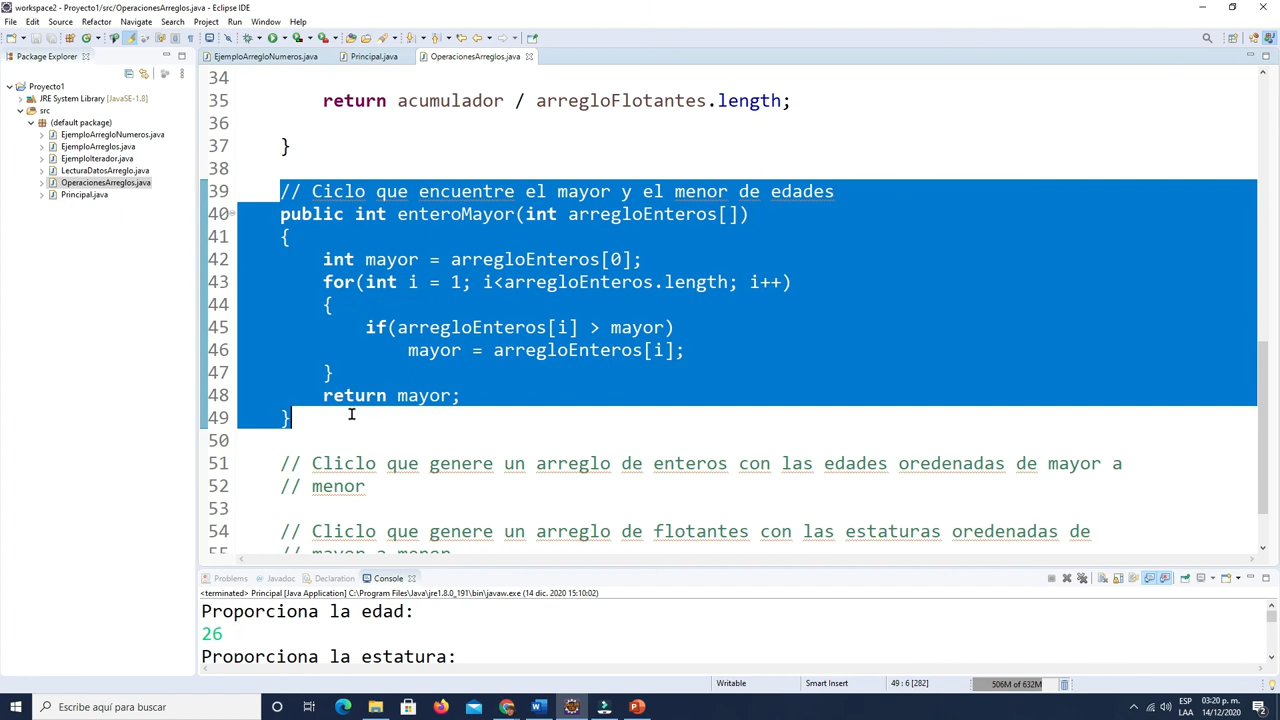 workspace2 - Proyecto1/src/OperacionesArreglos.java - Eclipse IDE
File Edit Source Refactor Navigate Search Project Run Window Help
Package Explorer
EjemploArregloNumeros.java Principal.java OperacionesArreglos.java
Proyecto1
JRE System Library [JavaSE-1.8]
src
(default package)
EjemploArregloNumeros.java
EjemploArreglos.java
EjemploIterador.java
LecturaDatosArreglo.java
OperacionesArreglos.java
Principal.java
34
35 return acumulador / arregloFlotantes.length;
36
37 }
38
39 // Ciclo que encuentre el mayor y el menor de edades
40 public int enteroMayor(int arregloEnteros[])
41 {
42 int mayor = arregloEnteros[0];
43 for(int i = 1; i<arregloEnteros.length; i++)
44 {
45 if(arregloEnteros[i] > mayor)
46 mayor = arregloEnteros[i];
47 }
48 return mayor;
49 }
50
51 // Cliclo que genere un arreglo de enteros con las edades oredenadas de mayor a
52 // menor
53
54 // Cliclo que genere un arreglo de flotantes con las estaturas oredenadas de
55 // mayor a menor
Problems Javadoc Declaration Console
<terminated> Principal [Java Application] C:\Program Files\Java\jre1.8.0_191\bin\javaw.exe (14 dic. 2020 15:10:02)
Proporciona la edad:
26
Proporciona la estatura:
Writable Smart Insert 49 : 6 [282] 506M of 632M
Escribe aquí para buscar
ESP 03:20 p. m.
LAA 14/12/2020